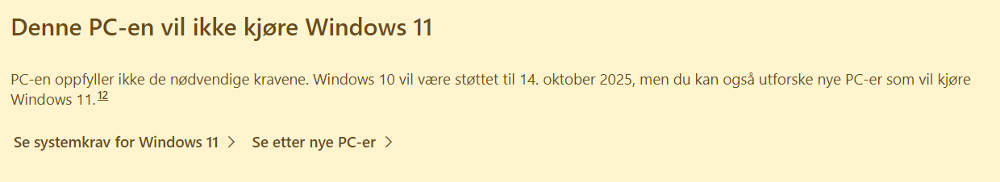 Denne PC-en vil ikke kjøre Windows 11
PC-en oppfyller ikke de nødvendige kravene. Windows 10 vil være støttet til 14. oktober 2025, men du kan også utforske nye PC-er som vil kjøre
Windows 11.12
Se systemkrav for Windows 11 > Se etter nye PC-er >